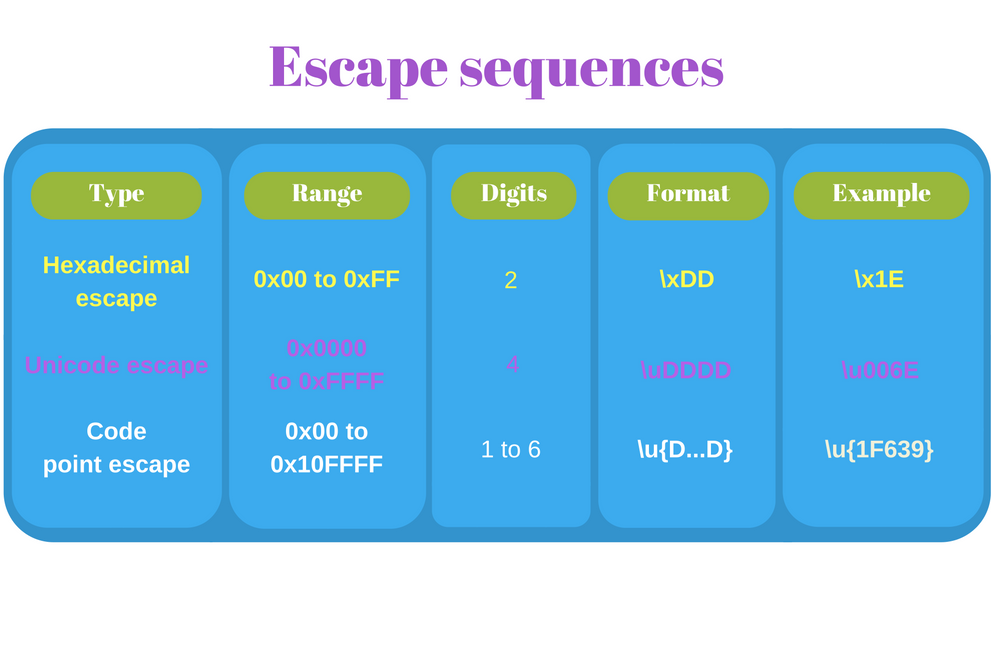 Escape sequences
Type Range Digits Format Example
Hexadecimal
escape
0x00 to 0xFF
2
\xDD
\x1E
Unicode escape
0x0000
to 0xFFFF
4
\uDDDD
\u006E
Code
point escape
0x00 to
0x10FFFF
1 to 6
\u{D...D}
\u{1F639}